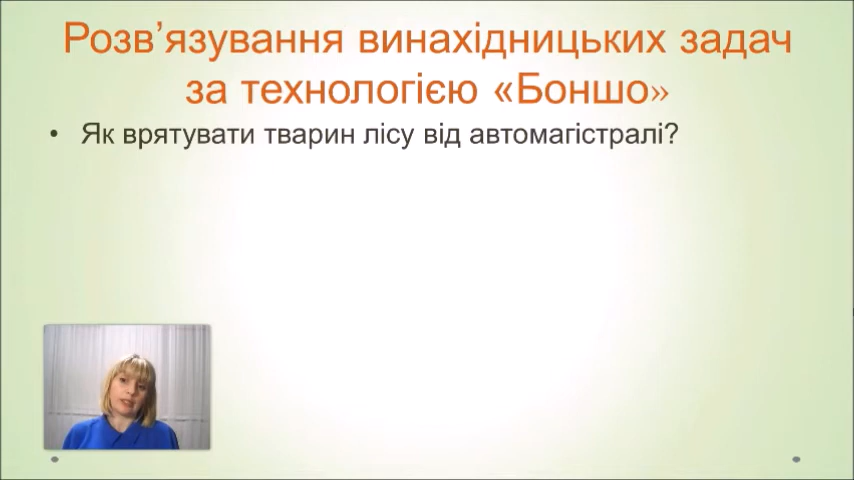 Розв’язування винахідницьких задач
за технологією «Боншо»
• Як врятувати тварин лісу від автомагістралі?